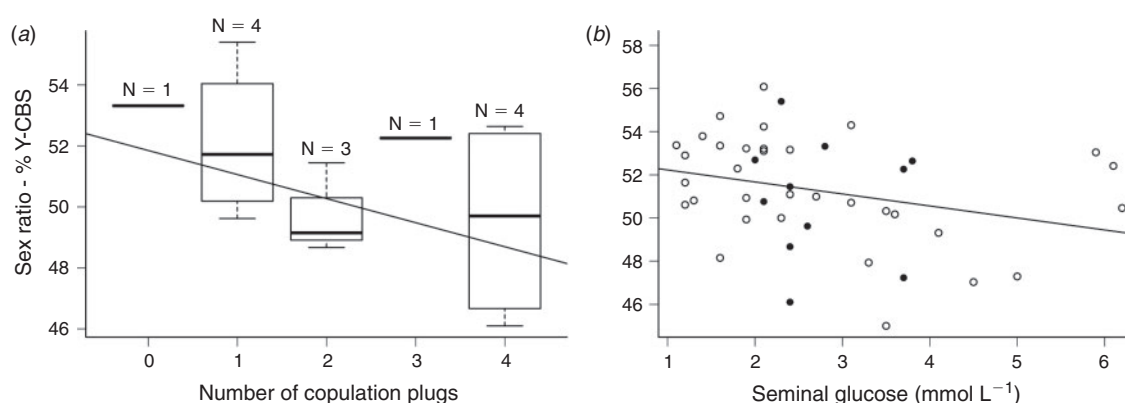 (a)
Sex ratio - % Y-CBS
54
52
50
48
46
N = 1
N = 4
N = 3
N = 1
N = 4
0 1 2 3 4
Number of copulation plugs
(b)
58
56
54
52
50
48
46
1 2 3 4 5 6
Seminal glucose (mmol L⁻¹)